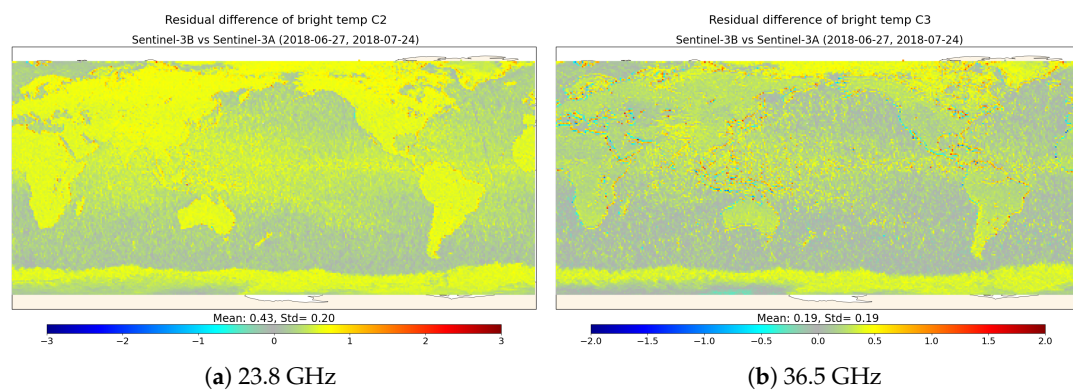 Residual difference of bright temp C2
Sentinel-3B vs Sentinel-3A (2018-06-27, 2018-07-24)
Mean: 0.43, Std= 0.20
−3 −2 −1 0 1 2 3
(a) 23.8 GHz
Residual difference of bright temp C3
Sentinel-3B vs Sentinel-3A (2018-06-27, 2018-07-24)
Mean: 0.19, Std= 0.19
−2.0 −1.5 −1.0 −0.5 0.0 0.5 1.0 1.5 2.0
(b) 36.5 GHz